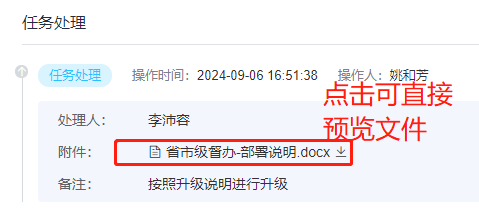 任务处理
任务处理 操作时间：2024-09-06 16:51:38 操作人：姚和芳
点击可直接
预览文件
处理人： 李沛容
附件： 省市级督办-部署说明.docx
备注： 按照升级说明进行升级